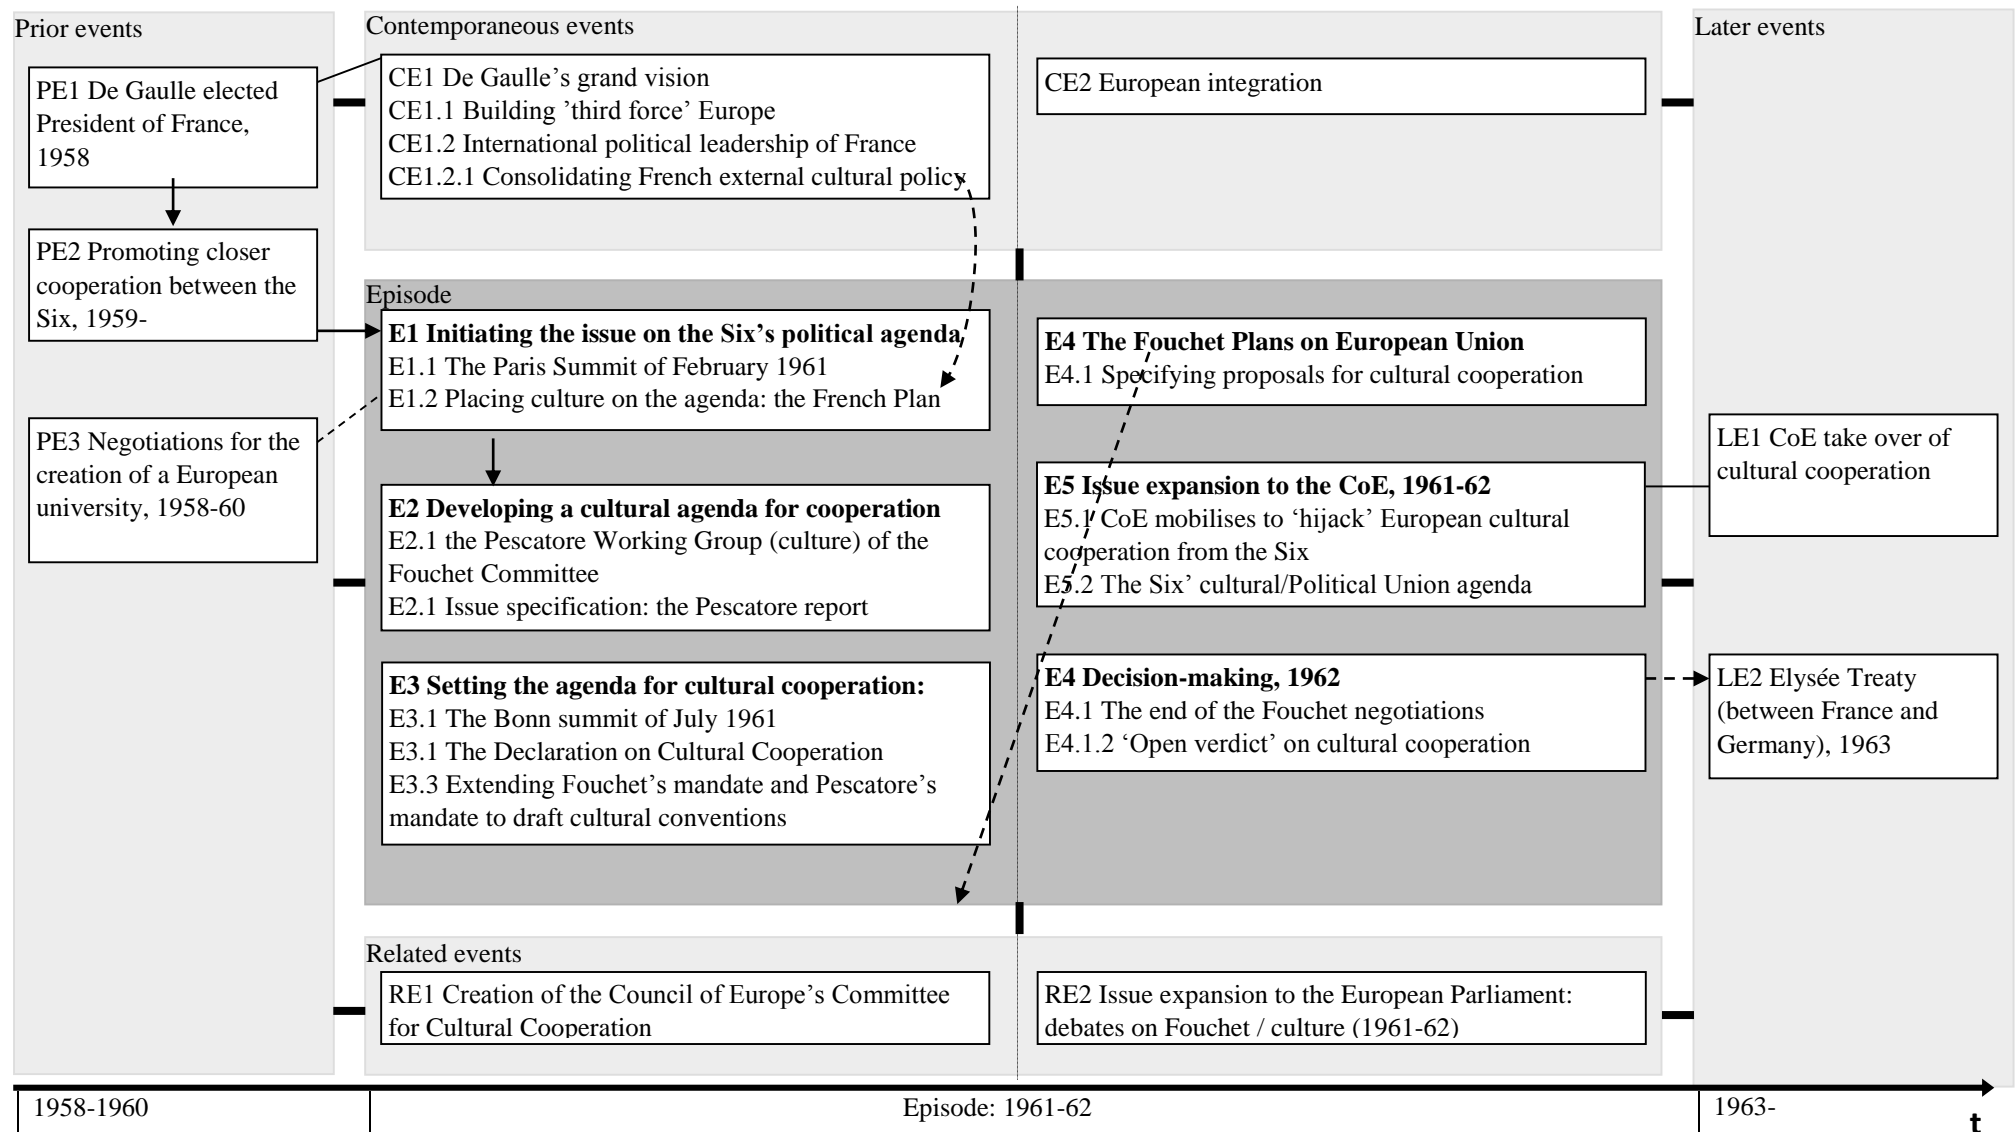 Prior events
PE1 De Gaulle elected
President of France,
1958
PE2 Promoting closer
cooperation between the
Six, 1959-
PE3 Negotiations for the
creation of a European
university, 1958-60
Contemporaneous events
CE1 De Gaulle’s grand vision
CE1.1 Building ’third force’ Europe
CE1.2 International political leadership of France
CE1.2.1 Consolidating French external cultural policy
CE2 European integration
Episode
E1 Initiating the issue on the Six’s political agenda
E1.1 The Paris Summit of February 1961
E1.2 Placing culture on the agenda: the French Plan
E2 Developing a cultural agenda for cooperation
E2.1 the Pescatore Working Group (culture) of the
Fouchet Committee
E2.1 Issue specification: the Pescatore report
E3 Setting the agenda for cultural cooperation:
E3.1 The Bonn summit of July 1961
E3.1 The Declaration on Cultural Cooperation
E3.3 Extending Fouchet’s mandate and Pescatore’s
mandate to draft cultural conventions
E4 The Fouchet Plans on European Union
E4.1 Specifying proposals for cultural cooperation
E5 Issue expansion to the CoE, 1961-62
E5.1 CoE mobilises to ‘hijack’ European cultural
cooperation from the Six
E5.2 The Six’ cultural/Political Union agenda
E4 Decision-making, 1962
E4.1 The end of the Fouchet negotiations
E4.1.2 ‘Open verdict’ on cultural cooperation
Related events
RE1 Creation of the Council of Europe’s Committee
for Cultural Cooperation
RE2 Issue expansion to the European Parliament:
debates on Fouchet / culture (1961-62)
Later events
LE1 CoE take over of
cultural cooperation
LE2 Elysée Treaty
(between France and
Germany), 1963
1958-1960
Episode: 1961-62
1963-
t